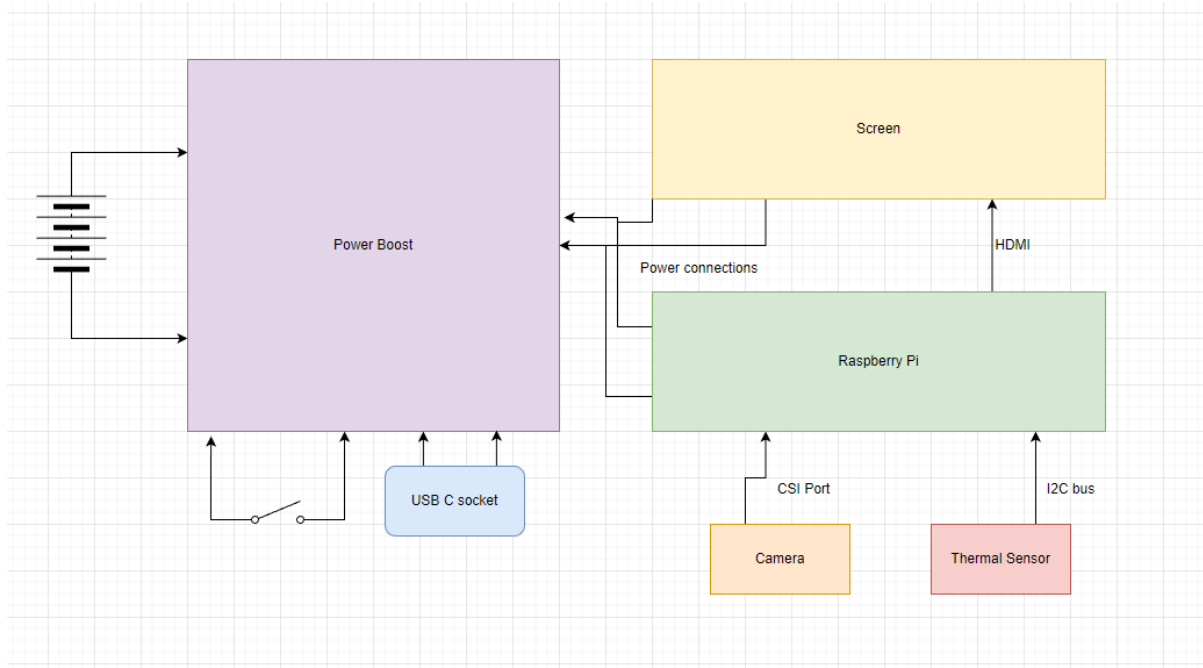 Screen
Power Boost
HDMI
Power connections
Raspberry Pi
USB C socket
CSI Port
I2C bus
Camera
Thermal Sensor